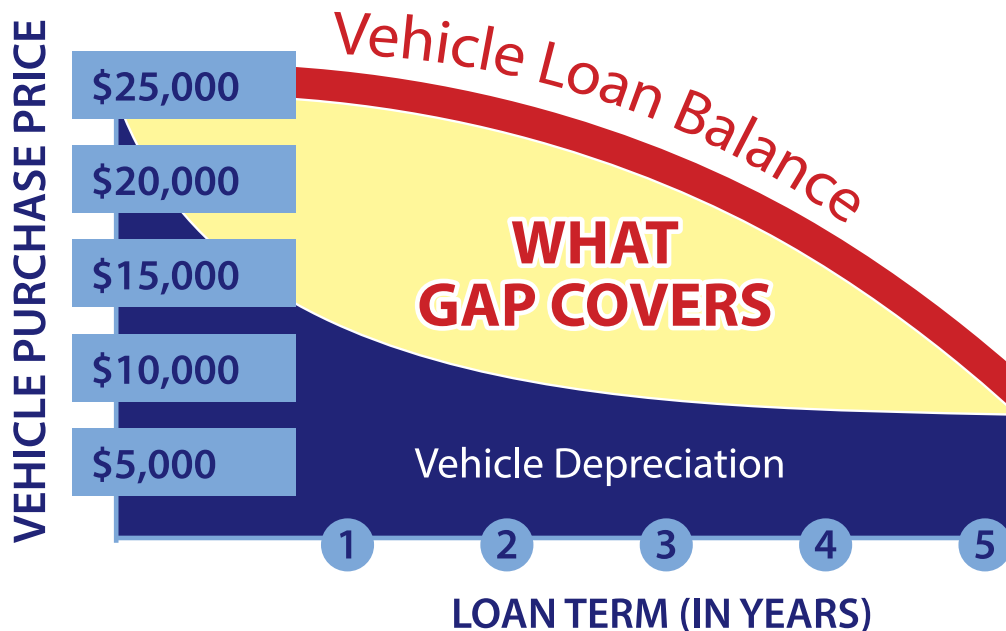 VEHICLE PURCHASE PRICE
Vehicle Loan Balance
$25,000
$20,000
$15,000
$10,000
$5,000
WHAT
GAP COVERS
Vehicle Depreciation
1 2 3 4 5
LOAN TERM (IN YEARS)